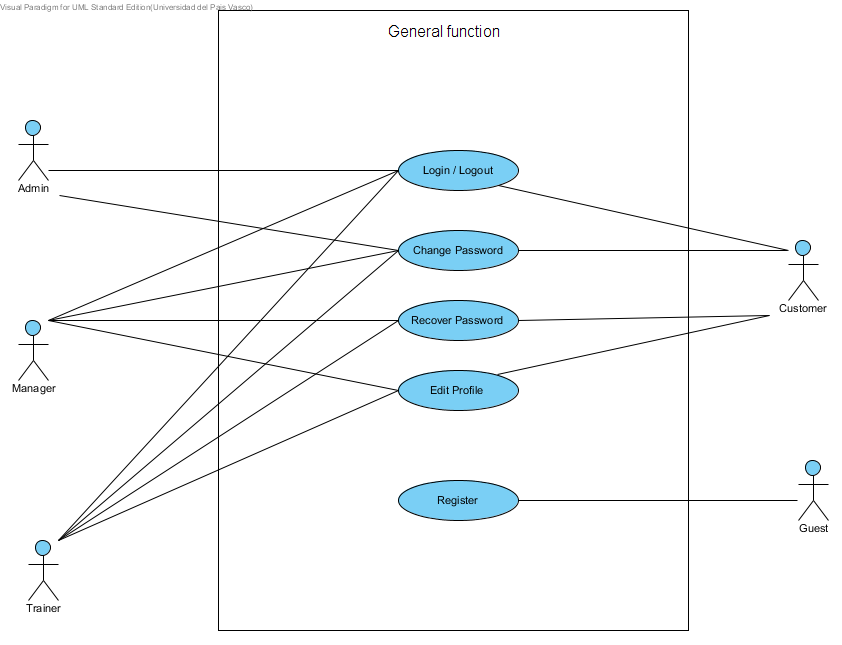 Visual Paradigm for UML Standard Edition(Universidad del Pais Vasco)
General function
Admin
Login / Logout
Change Password
Customer
Recover Password
Manager
Edit Profile
Register
Guest
Trainer